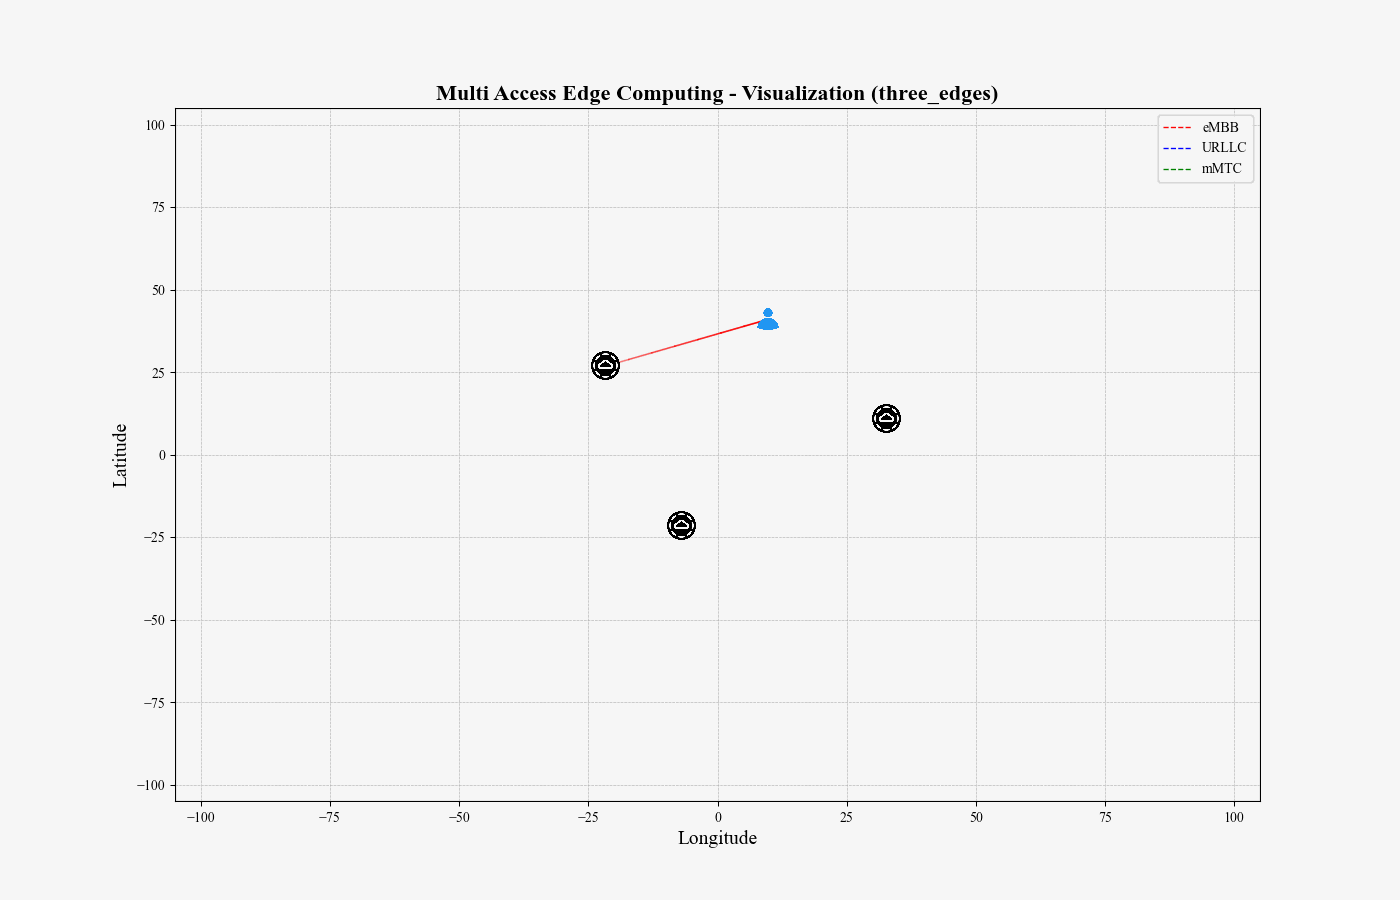 Multi Access Edge Computing - Visualization (three_edges)
eMBB
URLLC
mMTC
100
75
50
25
0
−25
−50
−75
−100
Latitude
−100 −75 −50 −25 0 25 50 75 100
Longitude